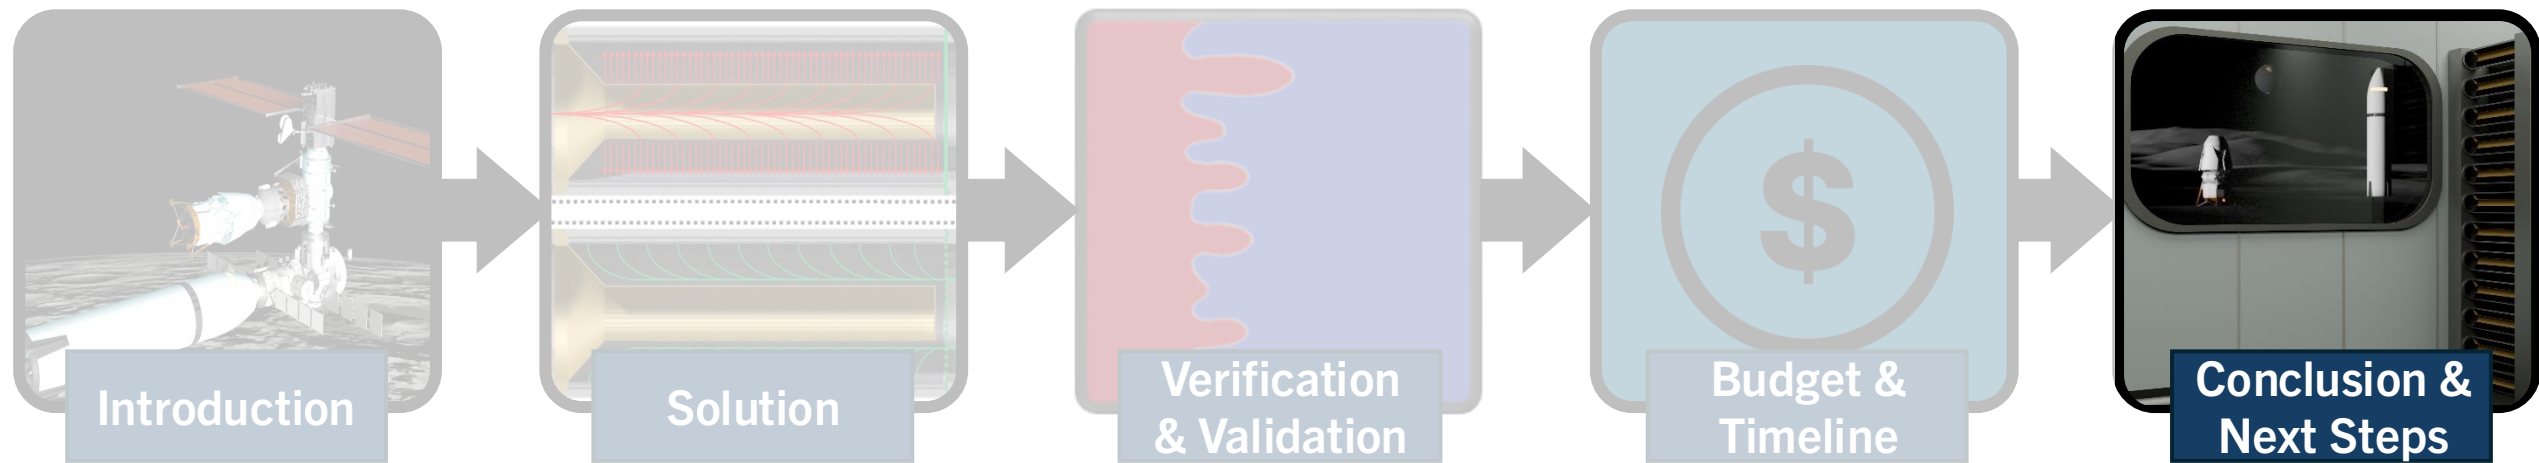 Introduction
Solution
Verification
& Validation
$
Budget &
Timeline
Conclusion &
Next Steps